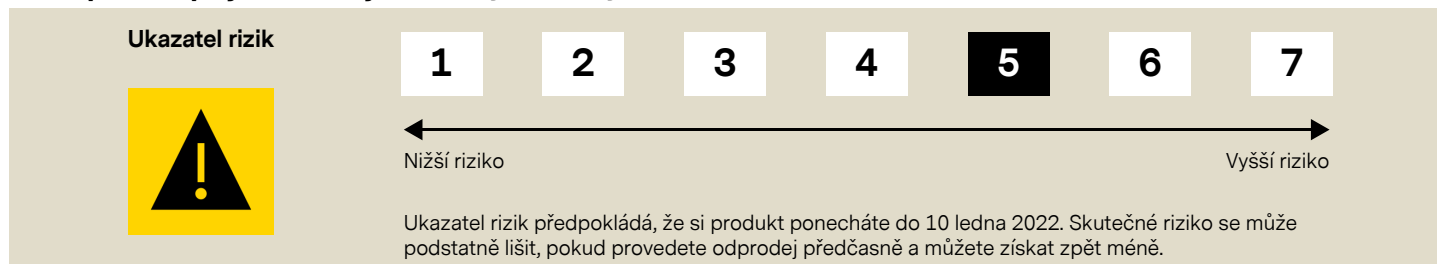 Ukazatel rizik
1 2 3 4 5 6 7
Nižší riziko Vyšší riziko
Ukazatel rizik předpokládá, že si produkt ponecháte do 10 ledna 2022. Skutečné riziko se může
podstatně lišit, pokud provedete odprodej předčasně a můžete získat zpět méně.